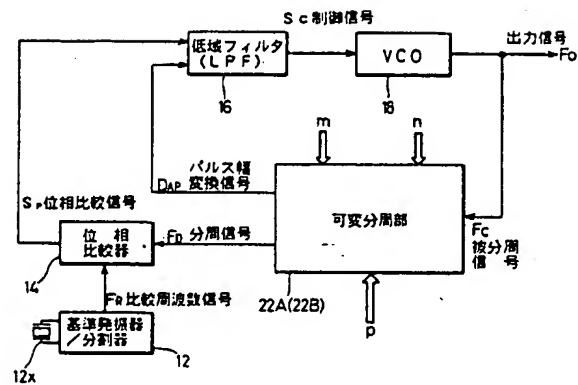 Sc制御信号
低域フィルタ
(LPF)
16
VCO
18
出力信号
Fo
m
n
パルス幅
DAP 変換信号
SP位相比較信号
可変分周部
FD 分周信号
Fc
被分周
信号
位相
比較器
14
22A(22B)
p
FR比較周波数信号
基準発振器
/分割器
12x
12